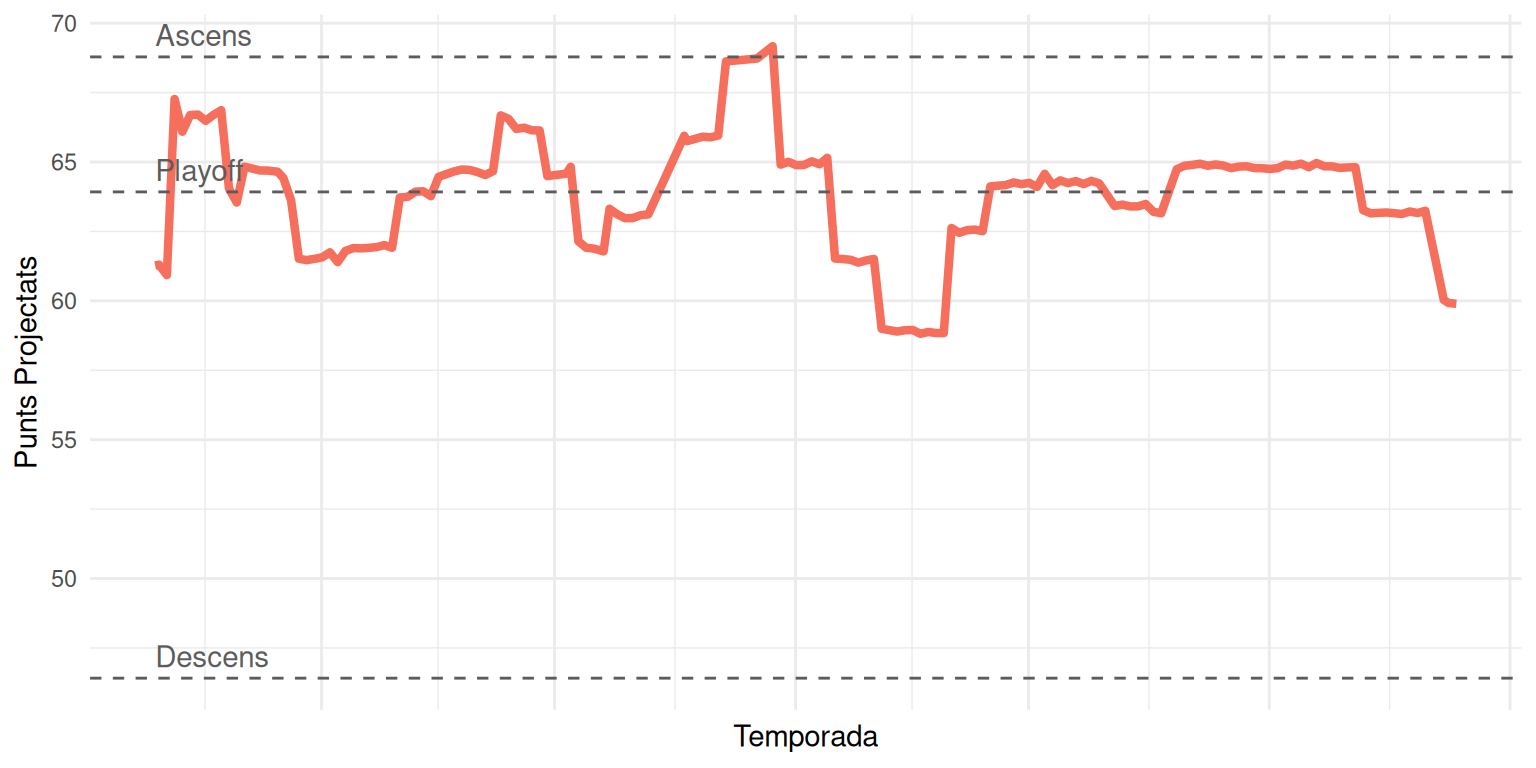 70
Ascens
65
Playoff
60
55
50
Descens
Punts Projectats
Temporada